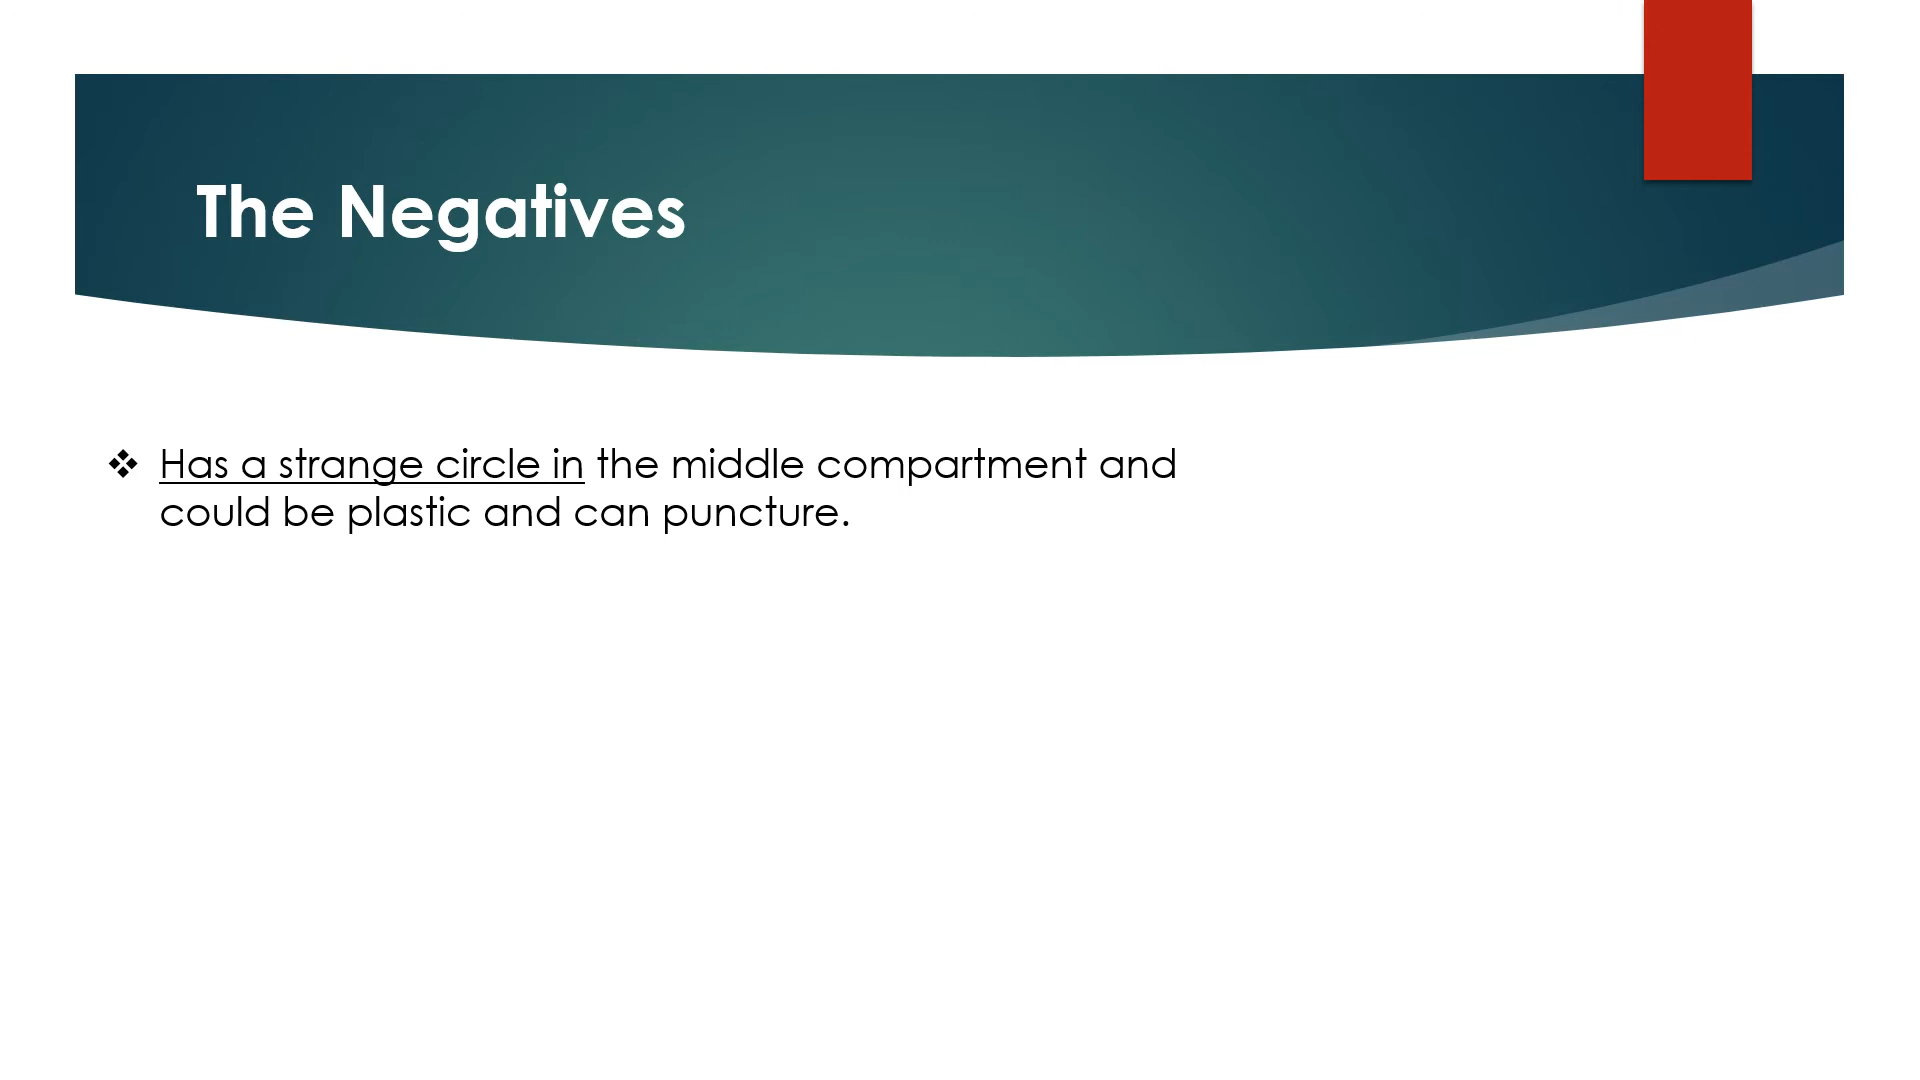 The Negatives
❖ Has a strange circle in the middle compartment and
could be plastic and can puncture.